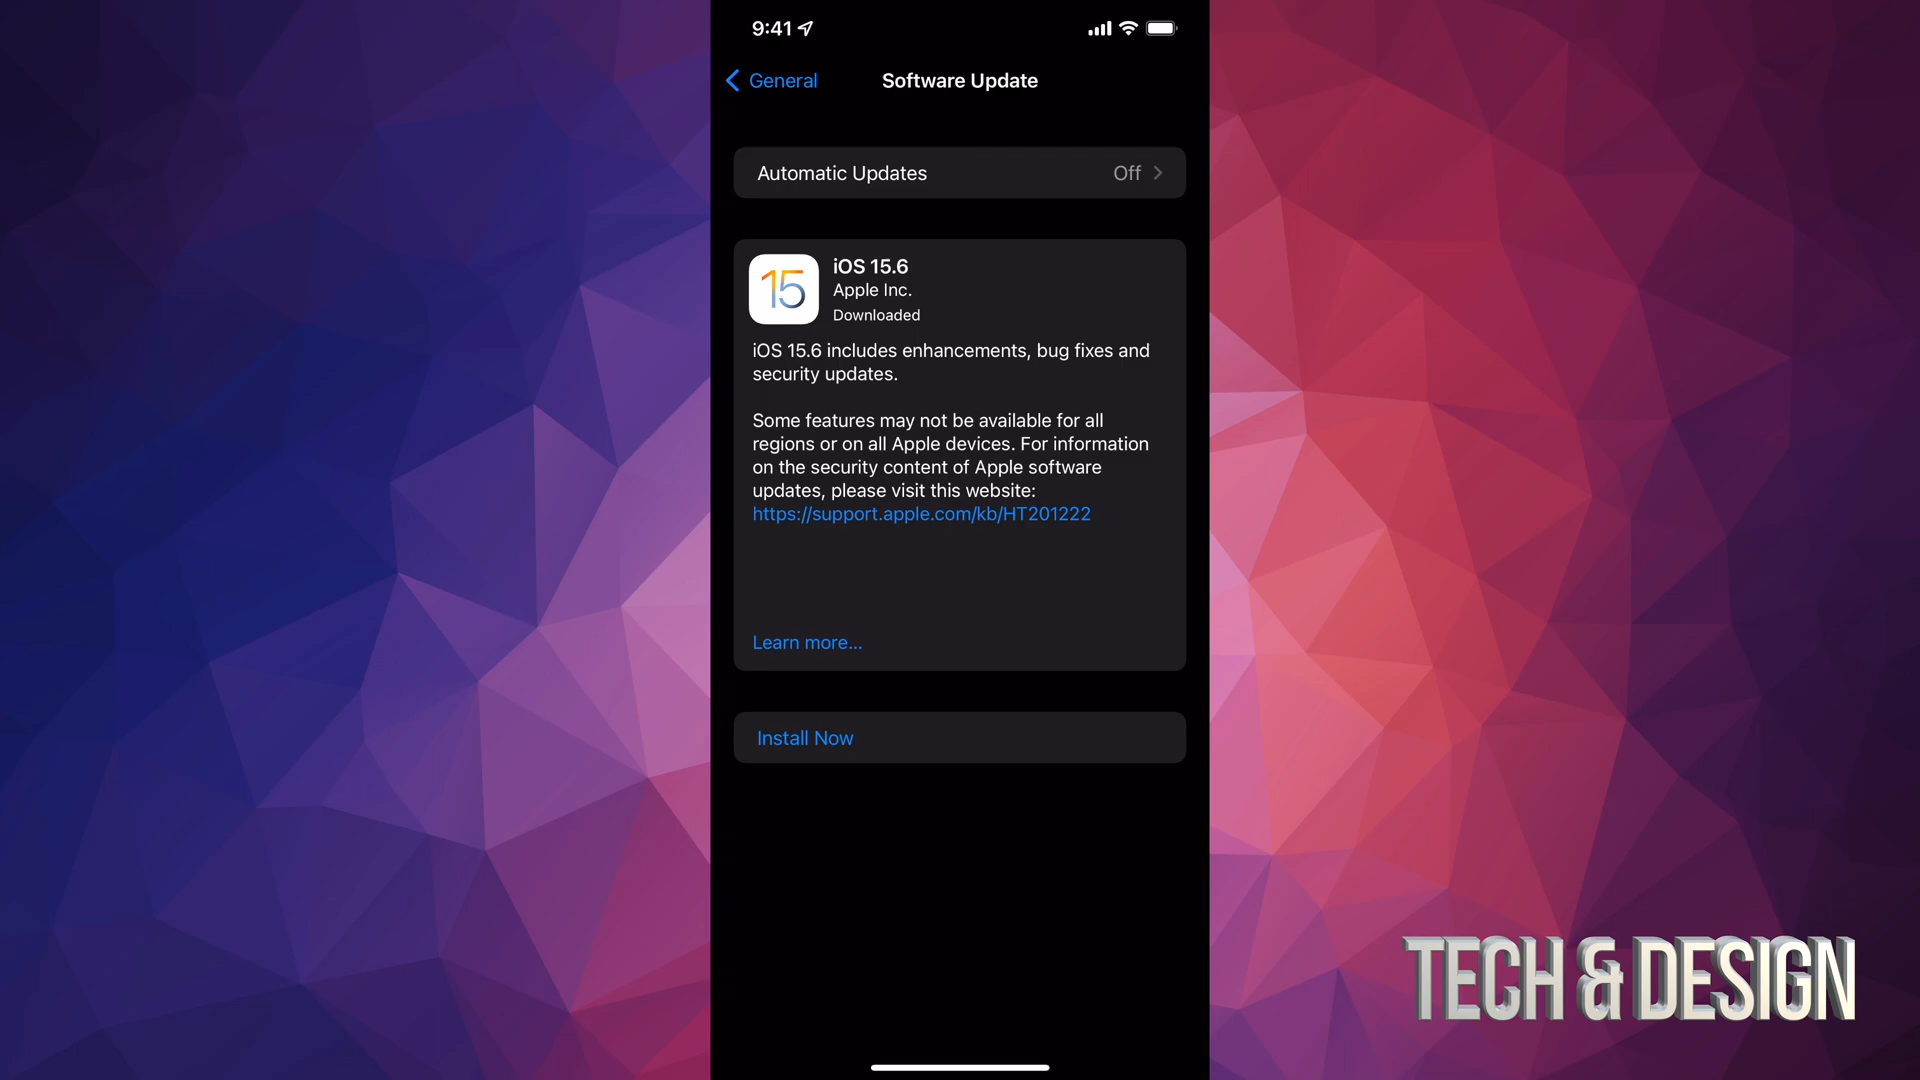 9:41
General
Software Update
Automatic Updates
Off
15
iOS 15.6
Apple Inc.
Downloaded
iOS 15.6 includes enhancements, bug fixes and
security updates.
Some features may not be available for all
regions or on all Apple devices. For information
on the security content of Apple software
updates, please visit this website:
https://support.apple.com/kb/HT201222
Learn more...
Install Now
TECH & DESIGN